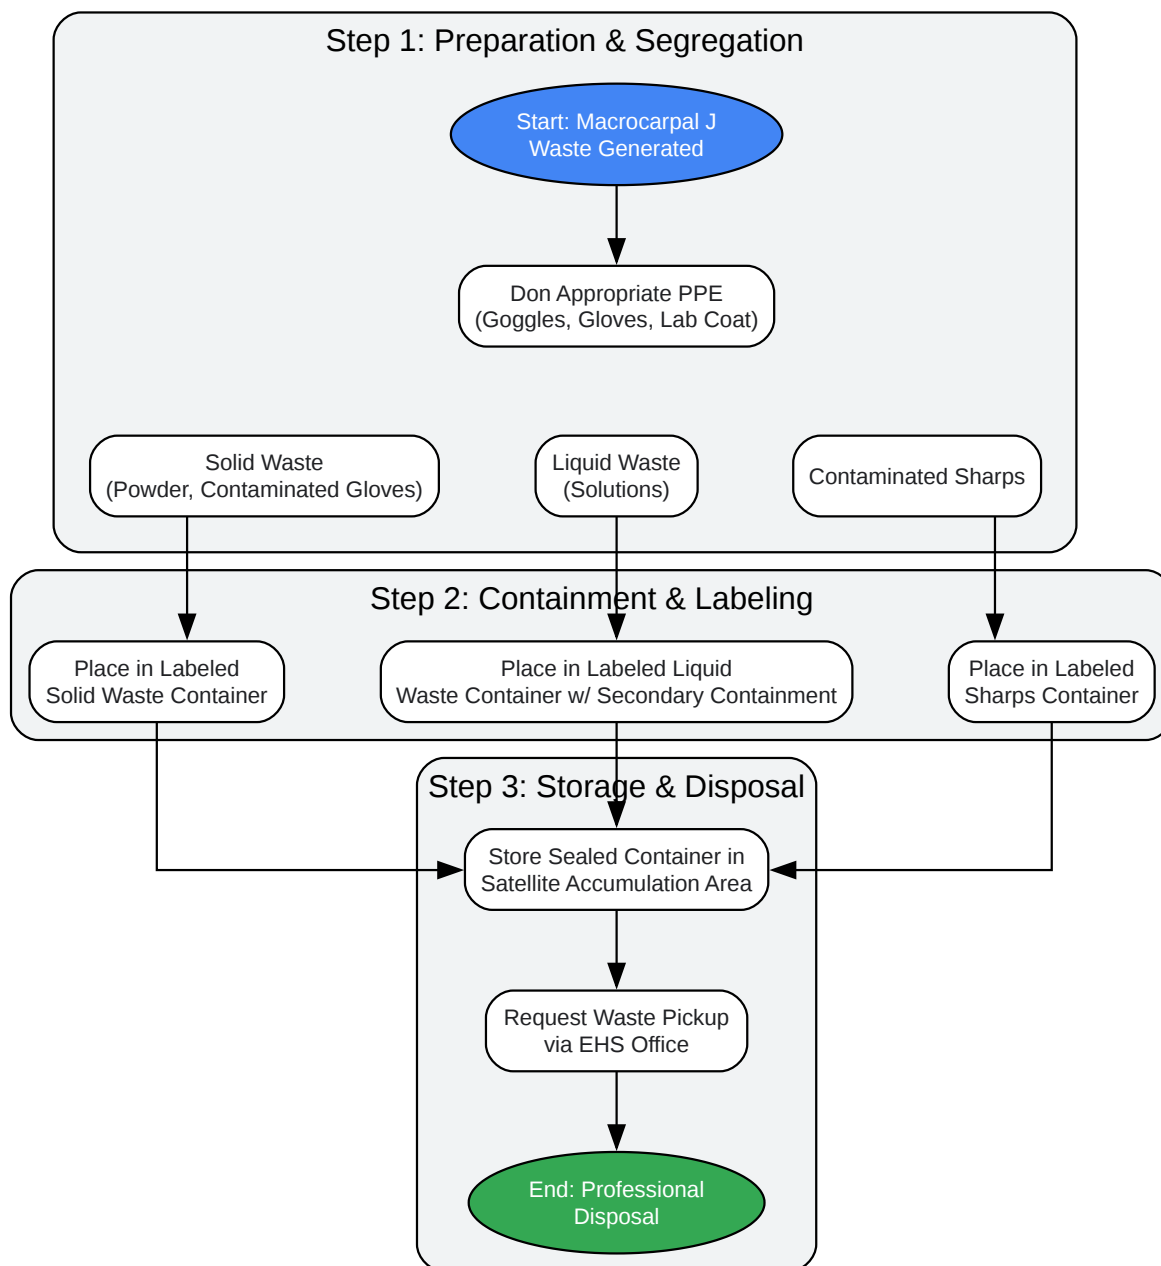 Step 1: Preparation & Segregation
Start: Macrocarpal J
Waste Generated
Don Appropriate PPE
(Goggles, Gloves, Lab Coat)
Solid Waste
(Powder, Contaminated Gloves)
Liquid Waste
(Solutions)
Contaminated Sharps
Step 2: Containment & Labeling
Place in Labeled
Solid Waste Container
Place in Labeled Liquid
Waste Container w/ Secondary Containment
Place in Labeled
Sharps Container
Step 3: Storage & Disposal
Store Sealed Container in
Satellite Accumulation Area
Request Waste Pickup
via EHS Office
End: Professional
Disposal